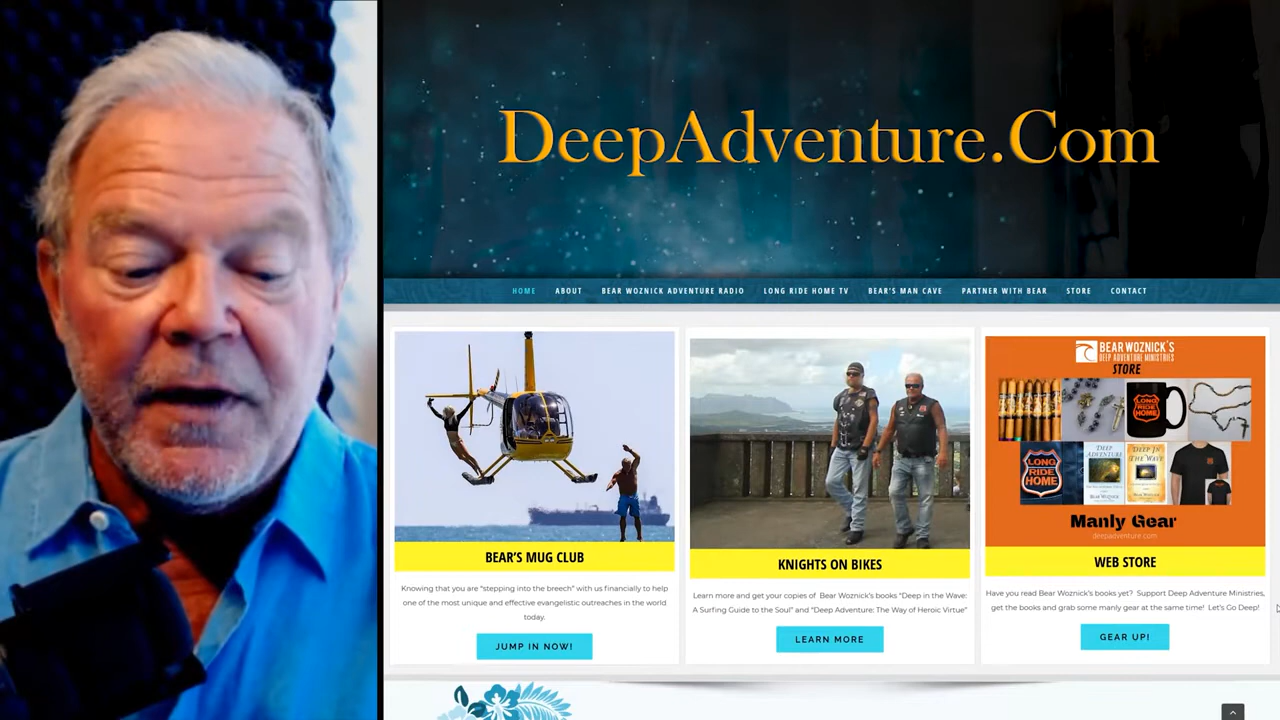 DeepAdventure.Com
HOME ABOUT BEAR WOZNICK ADVENTURE RADIO LONG RIDE HOME TV BEAR'S MAN CAVE PARTNER WITH BEAR STORE CONTACT
BEAR'S MUG CLUB
Knowing that you are "stepping into the breech" with us financially to help
one of the most unique and effective evangelistic outreaches in the world
today.
JUMP IN NOW!
KNIGHTS ON BIKES
Learn more and get your copies of Bear Woznick's books "Deep in the Wave:
A Surfing Guide to the Soul" and "Deep Adventure: The Way of Heroic Virtue"
LEARN MORE
BEAR WOZNICK'S
DEEP ADVENTURE MINISTRIES
STORE
LONG
RIDE
HOME
LONG
RIDE
HOME
DEEP
ADVENTURE
BEAR WOZNICK
DEEP
IN THE
WAVE
BEAR WOZNICK
Manly Gear
deepadventure.com
WEB STORE
Have you read Bear Woznick's books yet? Support Deep Adventure Ministries,
get the books and grab some manly gear at the same time! Let's Go Deep!
GEAR UP!